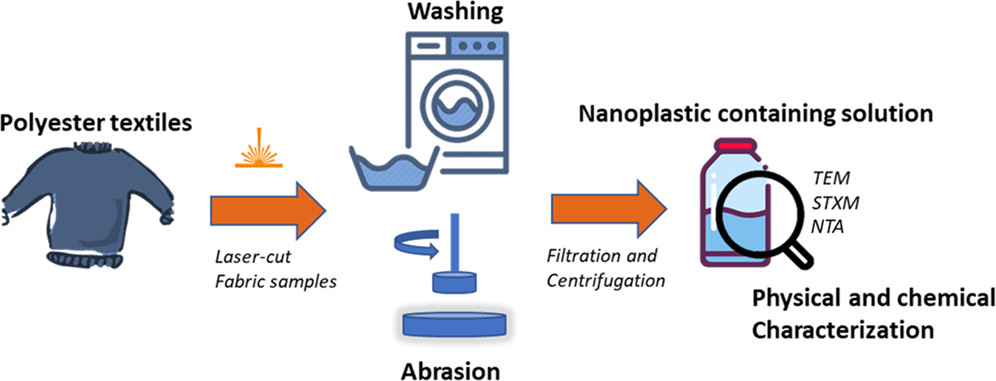 Washing
Polyester textiles
Laser-cut
Fabric samples
Abrasion
Filtration and
Centrifugation
Nanoplastic containing solution
TEM
STXM
NTA
Physical and chemical
Characterization